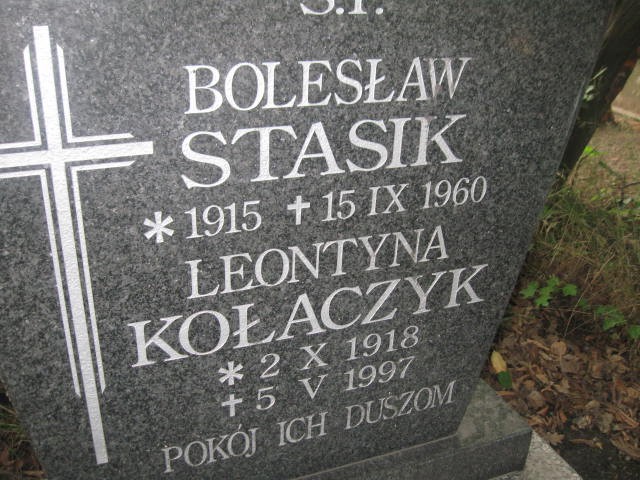 Ś.P.
BOLESŁAW
STASIK
* 1915 ✝ 15 IX 1960
LEONTYNA
KOŁACZYK
* 2 X 1918
✝ 5 V 1997
POKÓJ ICH DUSZOM